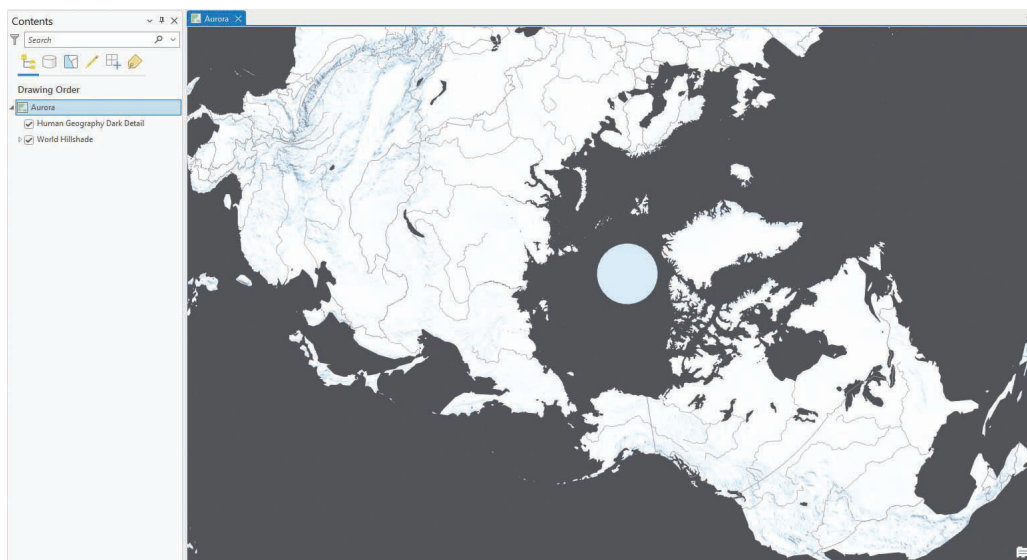 Contents
Search
Drawing Order
Aurora
Human Geography Dark Detail
World Hillshade
Aurora